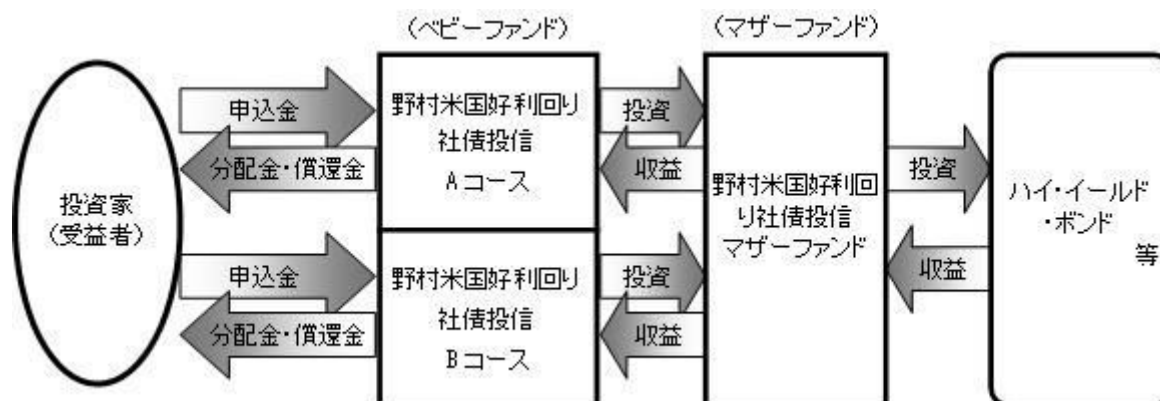 (ベビーファンド)
(マザーファンド)
投資家
(受益者)
申込金
分配金・償還金
申込金
分配金・償還金
野村米国好利回り
社債投信
Aコース
野村米国好利回り
社債投信
Bコース
投資
収益
投資
収益
野村米国好利回
り社債投信
マザーファンド
投資
収益
ハイ・イールド
・ボンド
等